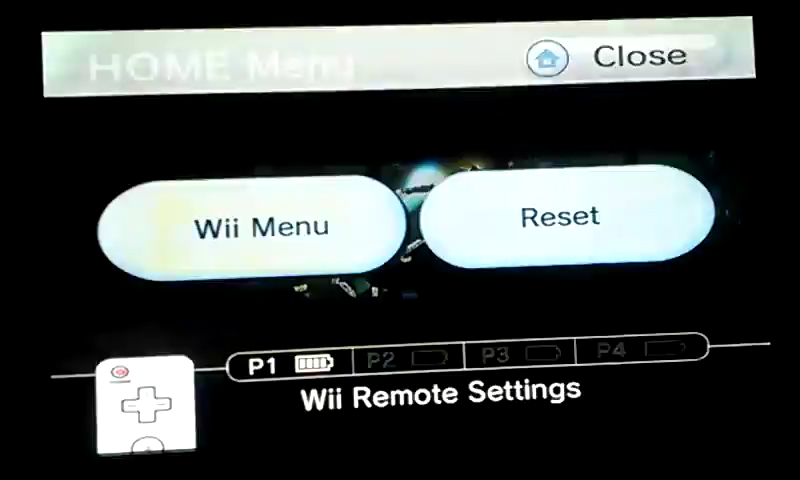 HOME Menu
Close
Wii Menu
Reset
P1 P2 P3 P4
Wii Remote Settings